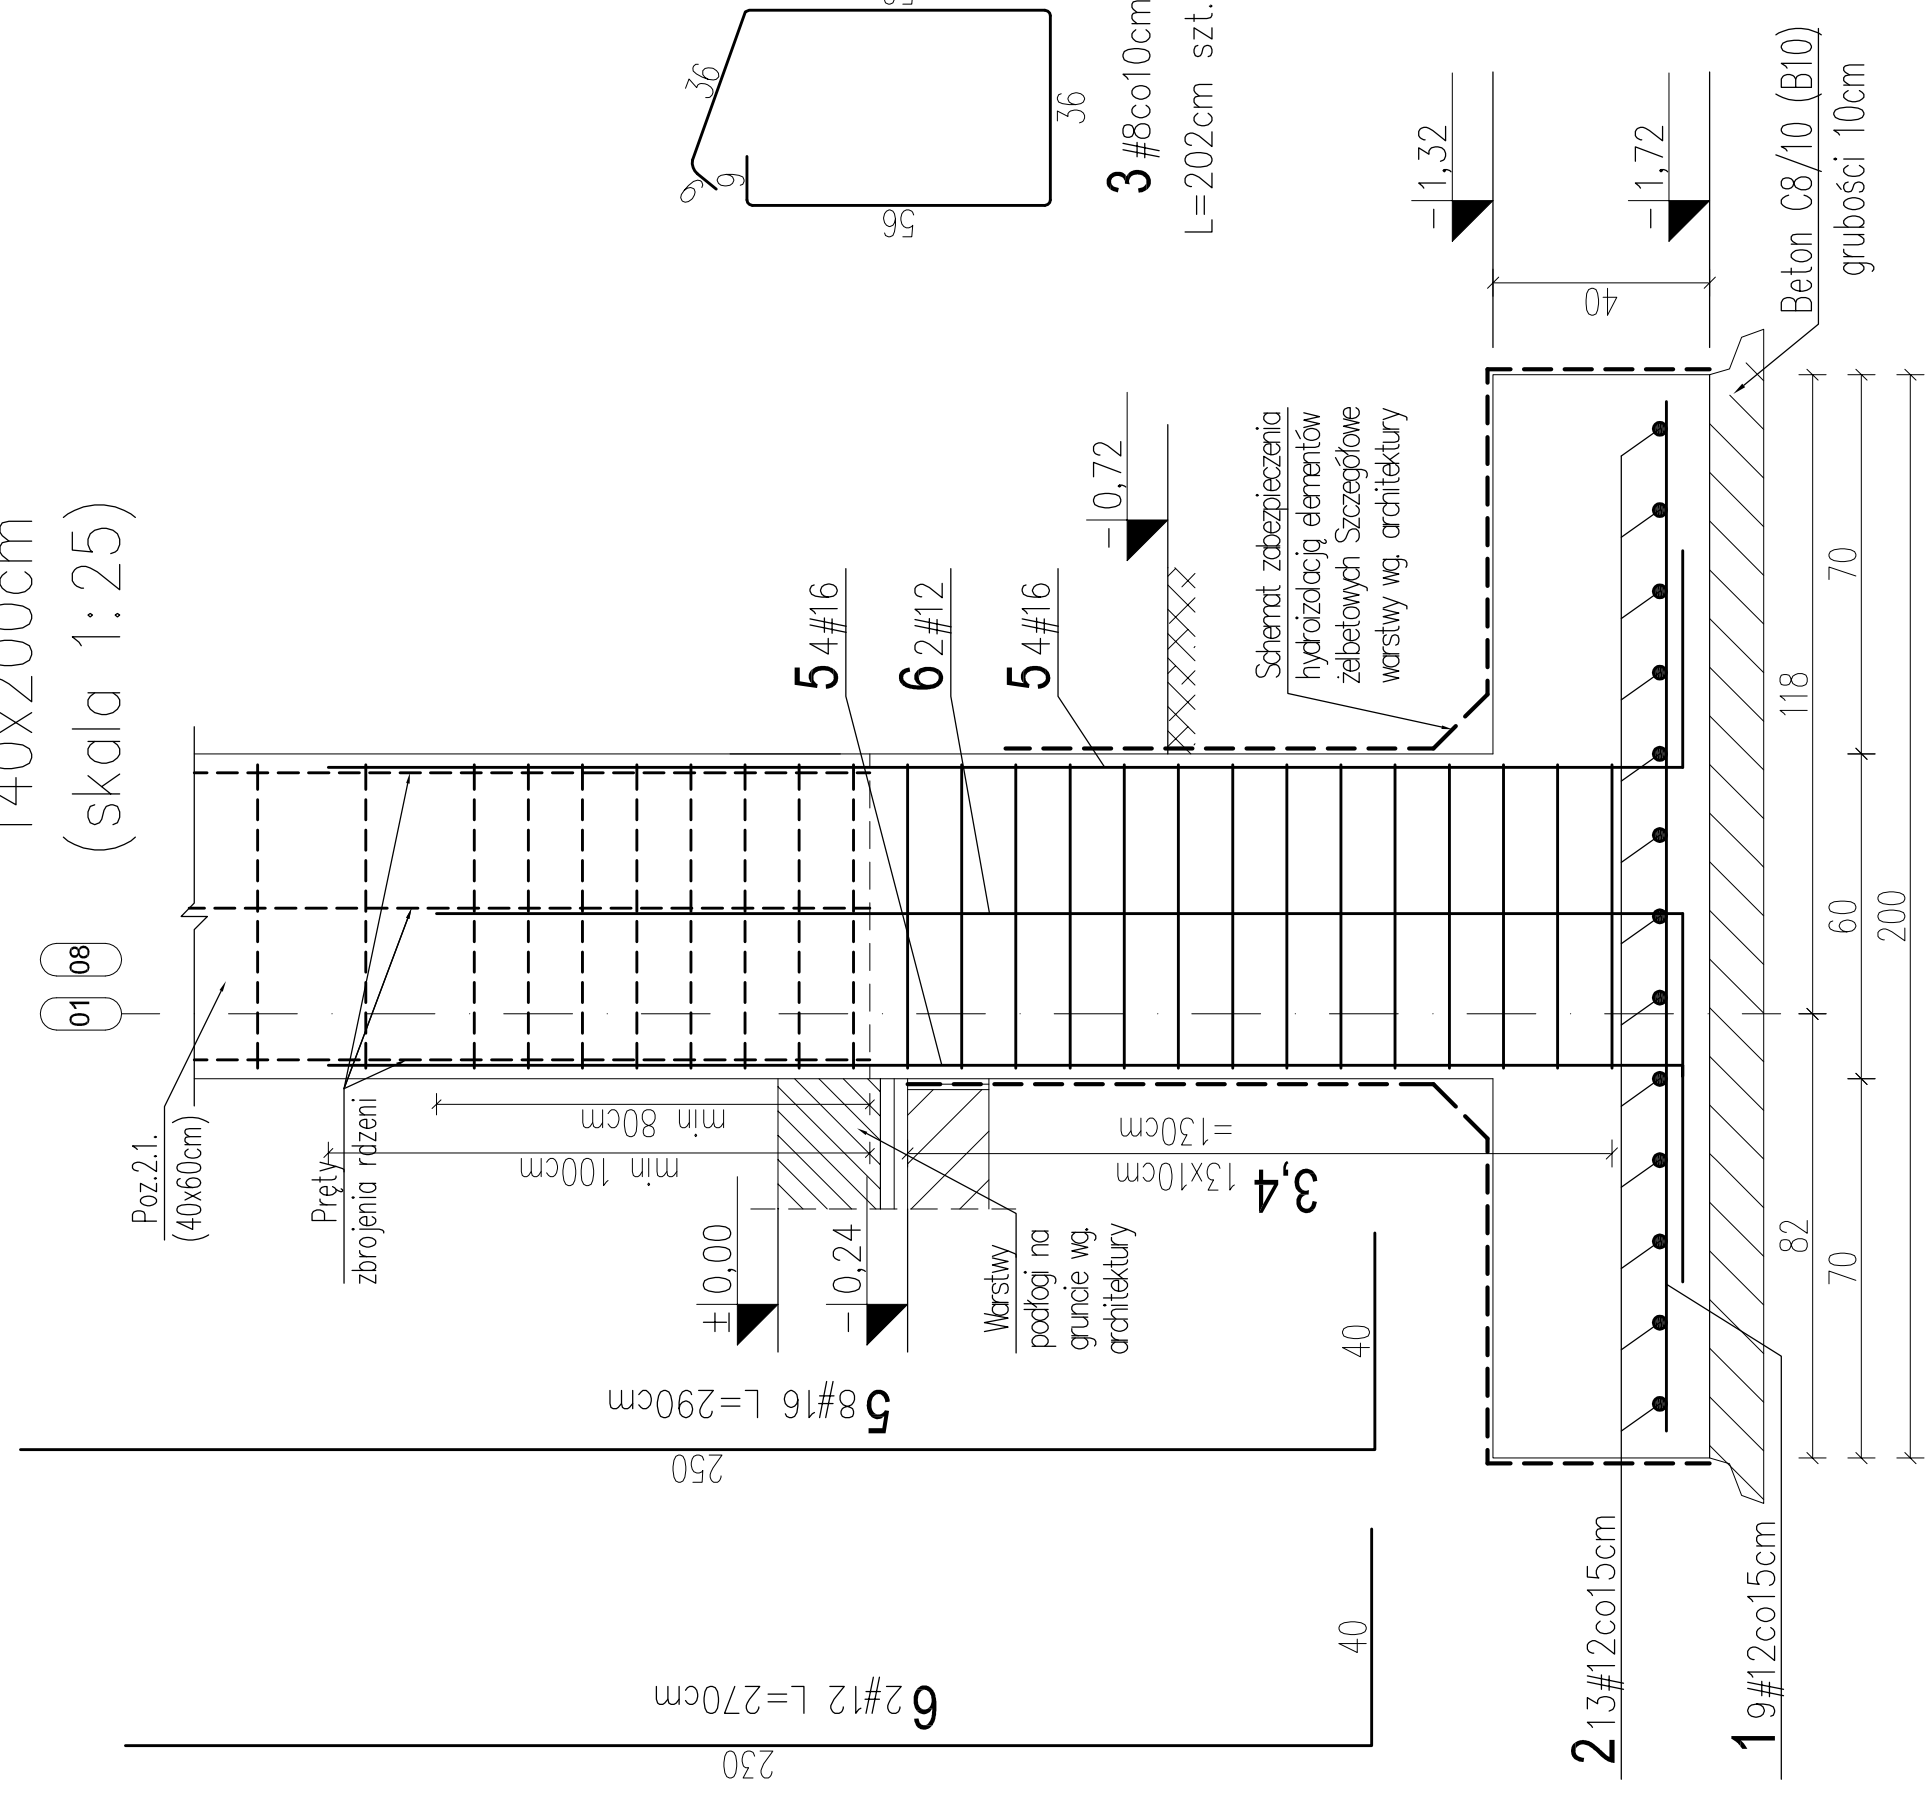 140x200cm
(skala 1:25)
01
08
Poz.2.1.
(40x60cm)
Pręty
zbrojenia rdzeni
36
6
6
56
36
3 #8co10cm
L=202cm szt.
5 4#16
6 2#12
5 4#16
- 0,72
- 1,32
- 1,72
40
Schemat zabezpieczenia
hydroizolacją elementów
żelbetowych Szczegółowe
warstwy wg. architektury
Beton C8/10 (B10)
grubości 10cm
min 80cm
min 100cm
13x10cm
=130cm
3,4
± 0,00
- 0,24
Warstwy
podłogi na
gruncie wg.
architektury
5 8#16 L=290cm
250
40
6 2#12 L=270cm
230
40
2 13#12co15cm
1 9#12co15cm
82
118
70
60
70
200